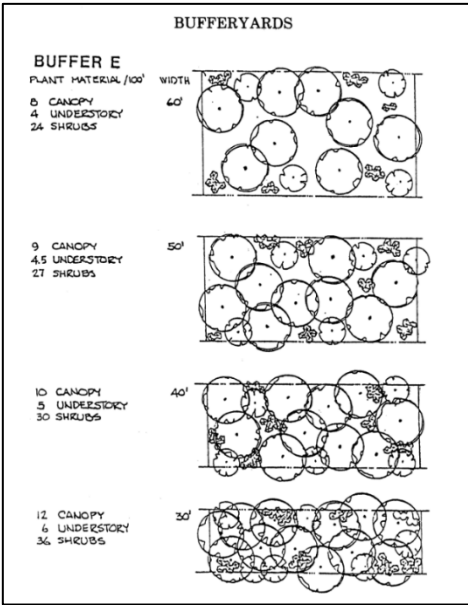 BUFFERYARDS
BUFFER E
PLANT MATERIAL/100' WIDTH
8 CANOPY 60'
4 UNDERSTORY
24 SHRUBS
9 CANOPY 50'
4.5 UNDERSTORY
27 SHRUBS
10 CANOPY 40'
5 UNDERSTORY
30 SHRUBS
12 CANOPY 30'
6 UNDERSTORY
36 SHRUBS